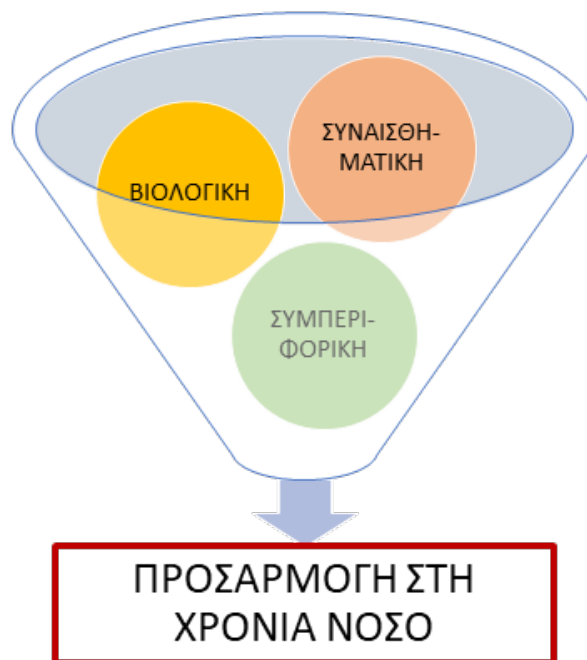 ΣΥΝΑΙΣΘΗ-
ΜΑΤΙΚΗ
ΒΙΟΛΟΓΙΚΗ
ΣΥΜΠΕΡΙ-
ΦΟΡΙΚΗ
ΠΡΟΣΑΡΜΟΓΗ ΣΤΗ
ΧΡΟΝΙΑ ΝΟΣΟ